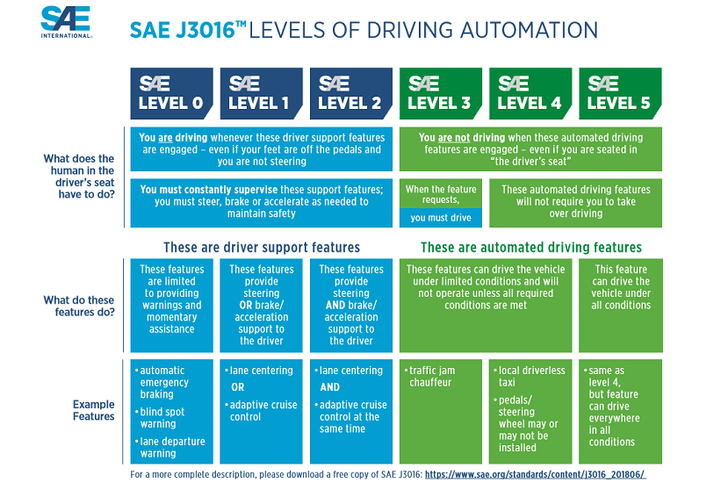 SAE
INTERNATIONAL®
SAE J3016™ LEVELS OF DRIVING AUTOMATION
SAE
LEVEL 0
SAE
LEVEL 1
SAE
LEVEL 2
SAE
LEVEL 3
SAE
LEVEL 4
SAE
LEVEL 5
What does the
human in the
driver's seat
have to do?
You are driving whenever these driver support features
are engaged – even if your feet are off the pedals and
you are not steering
You are not driving when these automated driving
features are engaged – even if you are seated in
“the driver's seat”
You must constantly supervise these support features;
you must steer, brake or accelerate as needed to
maintain safety
When the feature
requests,
you must drive
These automated driving features
will not require you to take
over driving
These are driver support features
These are automated driving features
What do these
features do?
These features
are limited
to providing
warnings and
momentary
assistance
These features
provide
steering
OR brake/
acceleration
support to
the driver
These features
provide
steering
AND brake/
acceleration
support to
the driver
These features can drive the vehicle
under limited conditions and will
not operate unless all required
conditions are met
This feature
can drive the
vehicle under
all conditions
Example
Features
• automatic
emergency
braking
• blind spot
warning
• lane departure
warning
• lane centering
OR
• adaptive cruise
control
• lane centering
AND
• adaptive cruise
control at the
same time
• traffic jam
chauffeur
• local driverless
taxi
• pedals/
steering
wheel may or
may not be
installed
• same as
level 4,
but feature
can drive
everywhere
in all
conditions
For a more complete description, please download a free copy of SAE J3016: https://www.sae.org/standards/content/j3016_201806/